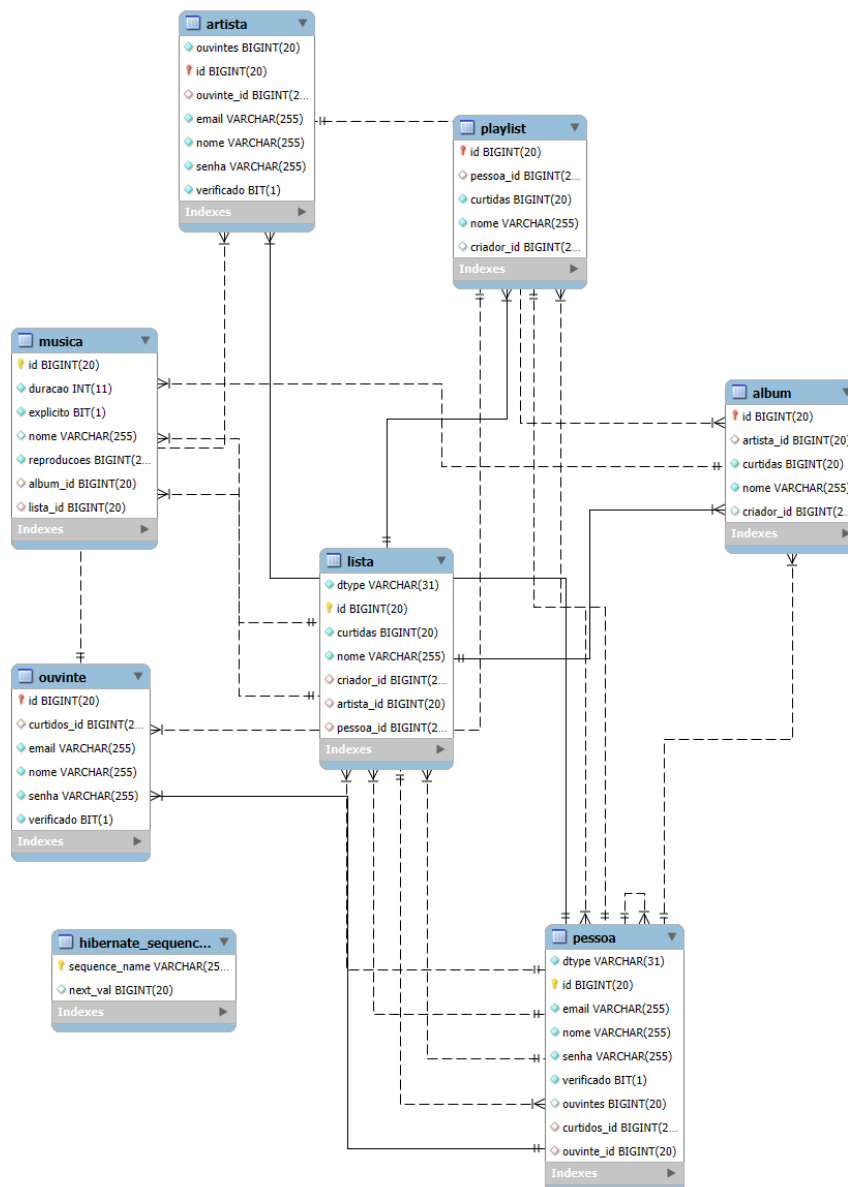 artista
ouvintes BIGINT(20)
id BIGINT(20)
ouvinte_id BIGINT(2...
email VARCHAR(255)
nome VARCHAR(255)
senha VARCHAR(255)
verificado BIT(1)
Indexes
playlist
id BIGINT(20)
pessoa_id BIGINT(2...
curtidas BIGINT(20)
nome VARCHAR(255)
criador_id BIGINT(2...
Indexes
musica
id BIGINT(20)
duracao INT(11)
explicito BIT(1)
nome VARCHAR(255)
reproducoes BIGINT(2...
album_id BIGINT(20)
lista_id BIGINT(20)
Indexes
album
id BIGINT(20)
artista_id BIGINT(20)
curtidas BIGINT(20)
nome VARCHAR(255)
criador_id BIGINT(2...
Indexes
lista
dtype VARCHAR(31)
id BIGINT(20)
curtidas BIGINT(20)
nome VARCHAR(255)
criador_id BIGINT(2...
artista_id BIGINT(20)
pessoa_id BIGINT(2...
Indexes
ouvinte
id BIGINT(20)
curtidos_id BIGINT(2...
email VARCHAR(255)
nome VARCHAR(255)
senha VARCHAR(255)
verificado BIT(1)
Indexes
hibernate_sequenc...
sequence_name VARCHAR(25...
next_val BIGINT(20)
Indexes
pessoa
dtype VARCHAR(31)
id BIGINT(20)
email VARCHAR(255)
nome VARCHAR(255)
senha VARCHAR(255)
verificado BIT(1)
ouvintes BIGINT(20)
curtidos_id BIGINT(2...
ouvinte_id BIGINT(20)
Indexes